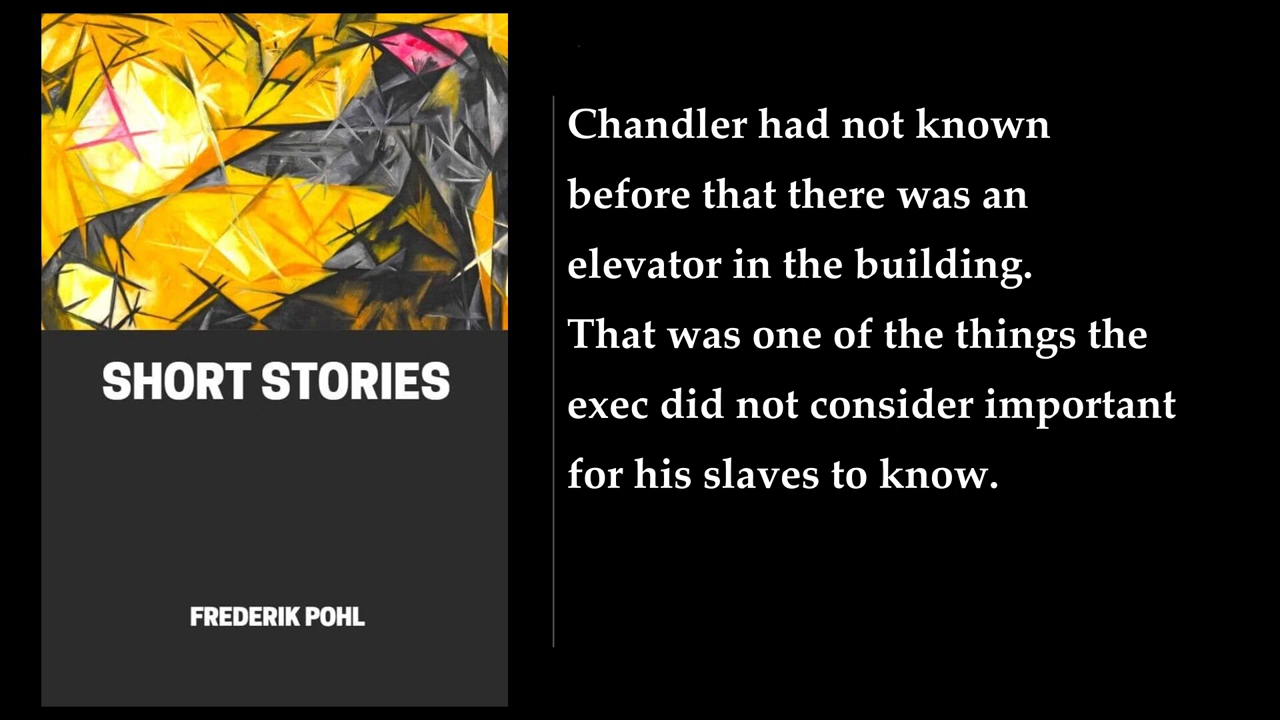 SHORT STORIES
FREDERIK POHL
Chandler had not known
before that there was an
elevator in the building.
That was one of the things the
exec did not consider important
for his slaves to know.